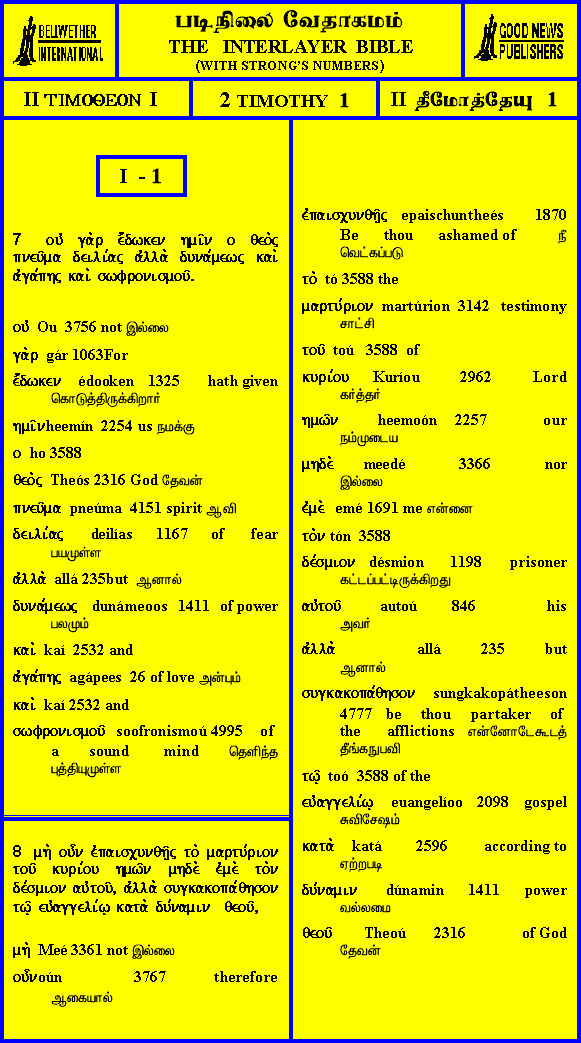 BELLWETHER
INTERNATIONAL
படிநிலை வேதாகமம்
THE INTERLAYER BIBLE
(WITH STRONG'S NUMBERS)
GOOD NEWS
PUBLISHERS
II ΤΙΜΟΘΕΟΝ I
2 TIMOTHY 1
II தீமோத்தேயு 1
I - 1
7 οὐ γὰρ ἔδωκεν ημῖν ο θεὸς
πνεῦμα δειλίας ἀλλὰ δυνάμεως καὶ
ἀγάπης καὶ σωφρονισμοῦ.
οὐ Ou 3756 not இல்லை
γὰρ gár 1063For
ἔδωκεν édooken 1325 hath given
கொடுத்திருக்கிறார்
ημῖνheemín 2254 us நமக்கு
ο ho 3588
θεὸς Theós 2316 God தேவன்
πνεῦμα pneúma 4151 spirit ஆவி
δειλίας deilías 1167 of fear
பயமுள்ள
ἀλλὰ allá 235but ஆனால்
δυνάμεως dunámeoos 1411 of power
பலமும்
καὶ kaí 2532 and
ἀγάπης agápees 26 of love அன்பும்
καὶ kaí 2532 and
σωφρονισμοῦ soofronismoú 4995 of
a sound mind தெளிந்த
புத்தியுமுள்ள
8 μὴ οὖν ἐπαισχυνθῇς τὸ μαρτύριον
τοῦ κυρίου ημῶν μηδὲ ἐμὲ τὸν
δέσμιον αὐτοῦ, ἀλλὰ συγκακοπάθησον
τῷ εὐαγγελίῳ κατὰ δύναμιν θεοῦ,
μὴ Meé 3361 not இல்லை
οὖνoún 3767 therefore
ஆகையால்
ἐπαισχυνθῇς epaischuntheés 1870
Be thou ashamed of நீ
வெட்கப்படு
τὸ tó 3588 the
μαρτύριον martúrion 3142 testimony
சாட்சி
τοῦ toú 3588 of
κυρίου Kuríou 2962 Lord
கர்த்தர்
ημῶν heemoón 2257 our
நம்முடைய
μηδὲ meedé 3366 nor
இல்லை
ἐμὲ emé 1691 me என்னை
τὸν tón 3588
δέσμιον désmion 1198 prisoner
கட்டப்பட்டிருக்கிறது
αὐτοῦ autoú 846 his
அவர்
ἀλλὰ allá 235 but
ஆனால்
συγκακοπάθησον sungkakopátheeson
4777 be thou partaker of
the afflictions என்னோடேகூடத்
தீங்கநுபவி
τῷ toó 3588 of the
εὐαγγελίῳ euangelíoo 2098 gospel
சுவிசேஷம்
κατὰ katá 2596 according to
ஏற்றபடி
δύναμιν dúnamin 1411 power
வல்லமை
θεοῦ Theoú 2316 of God
தேவன்